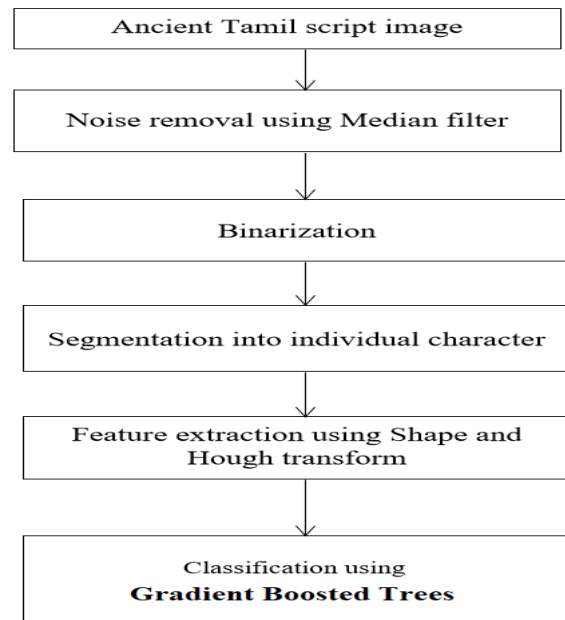 Ancient Tamil script image
Noise removal using Median filter
Binarization
Segmentation into individual character
Feature extraction using Shape and
Hough transform
Classification using
Gradient Boosted Trees